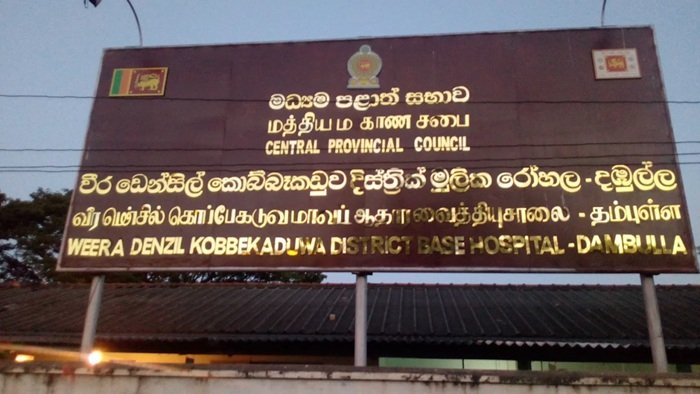 මධ්‍යම පළාත් සභාව
மத்திய ம காண சபை
CENTRAL PROVINCIAL COUNCIL
වීර ඩෙන්සිල් කොබ්බෑකඩුව දිස්ත්‍රික් මූලික රෝහල - දඹුල්ල
வீர டென்சில் கொப்பேகடுவ மாவட்ட ஆதார வைத்தியசாலை - தம்புள்ள
WEERA DENZIL KOBBEKADUWA DISTRICT BASE HOSPITAL - DAMBULLA